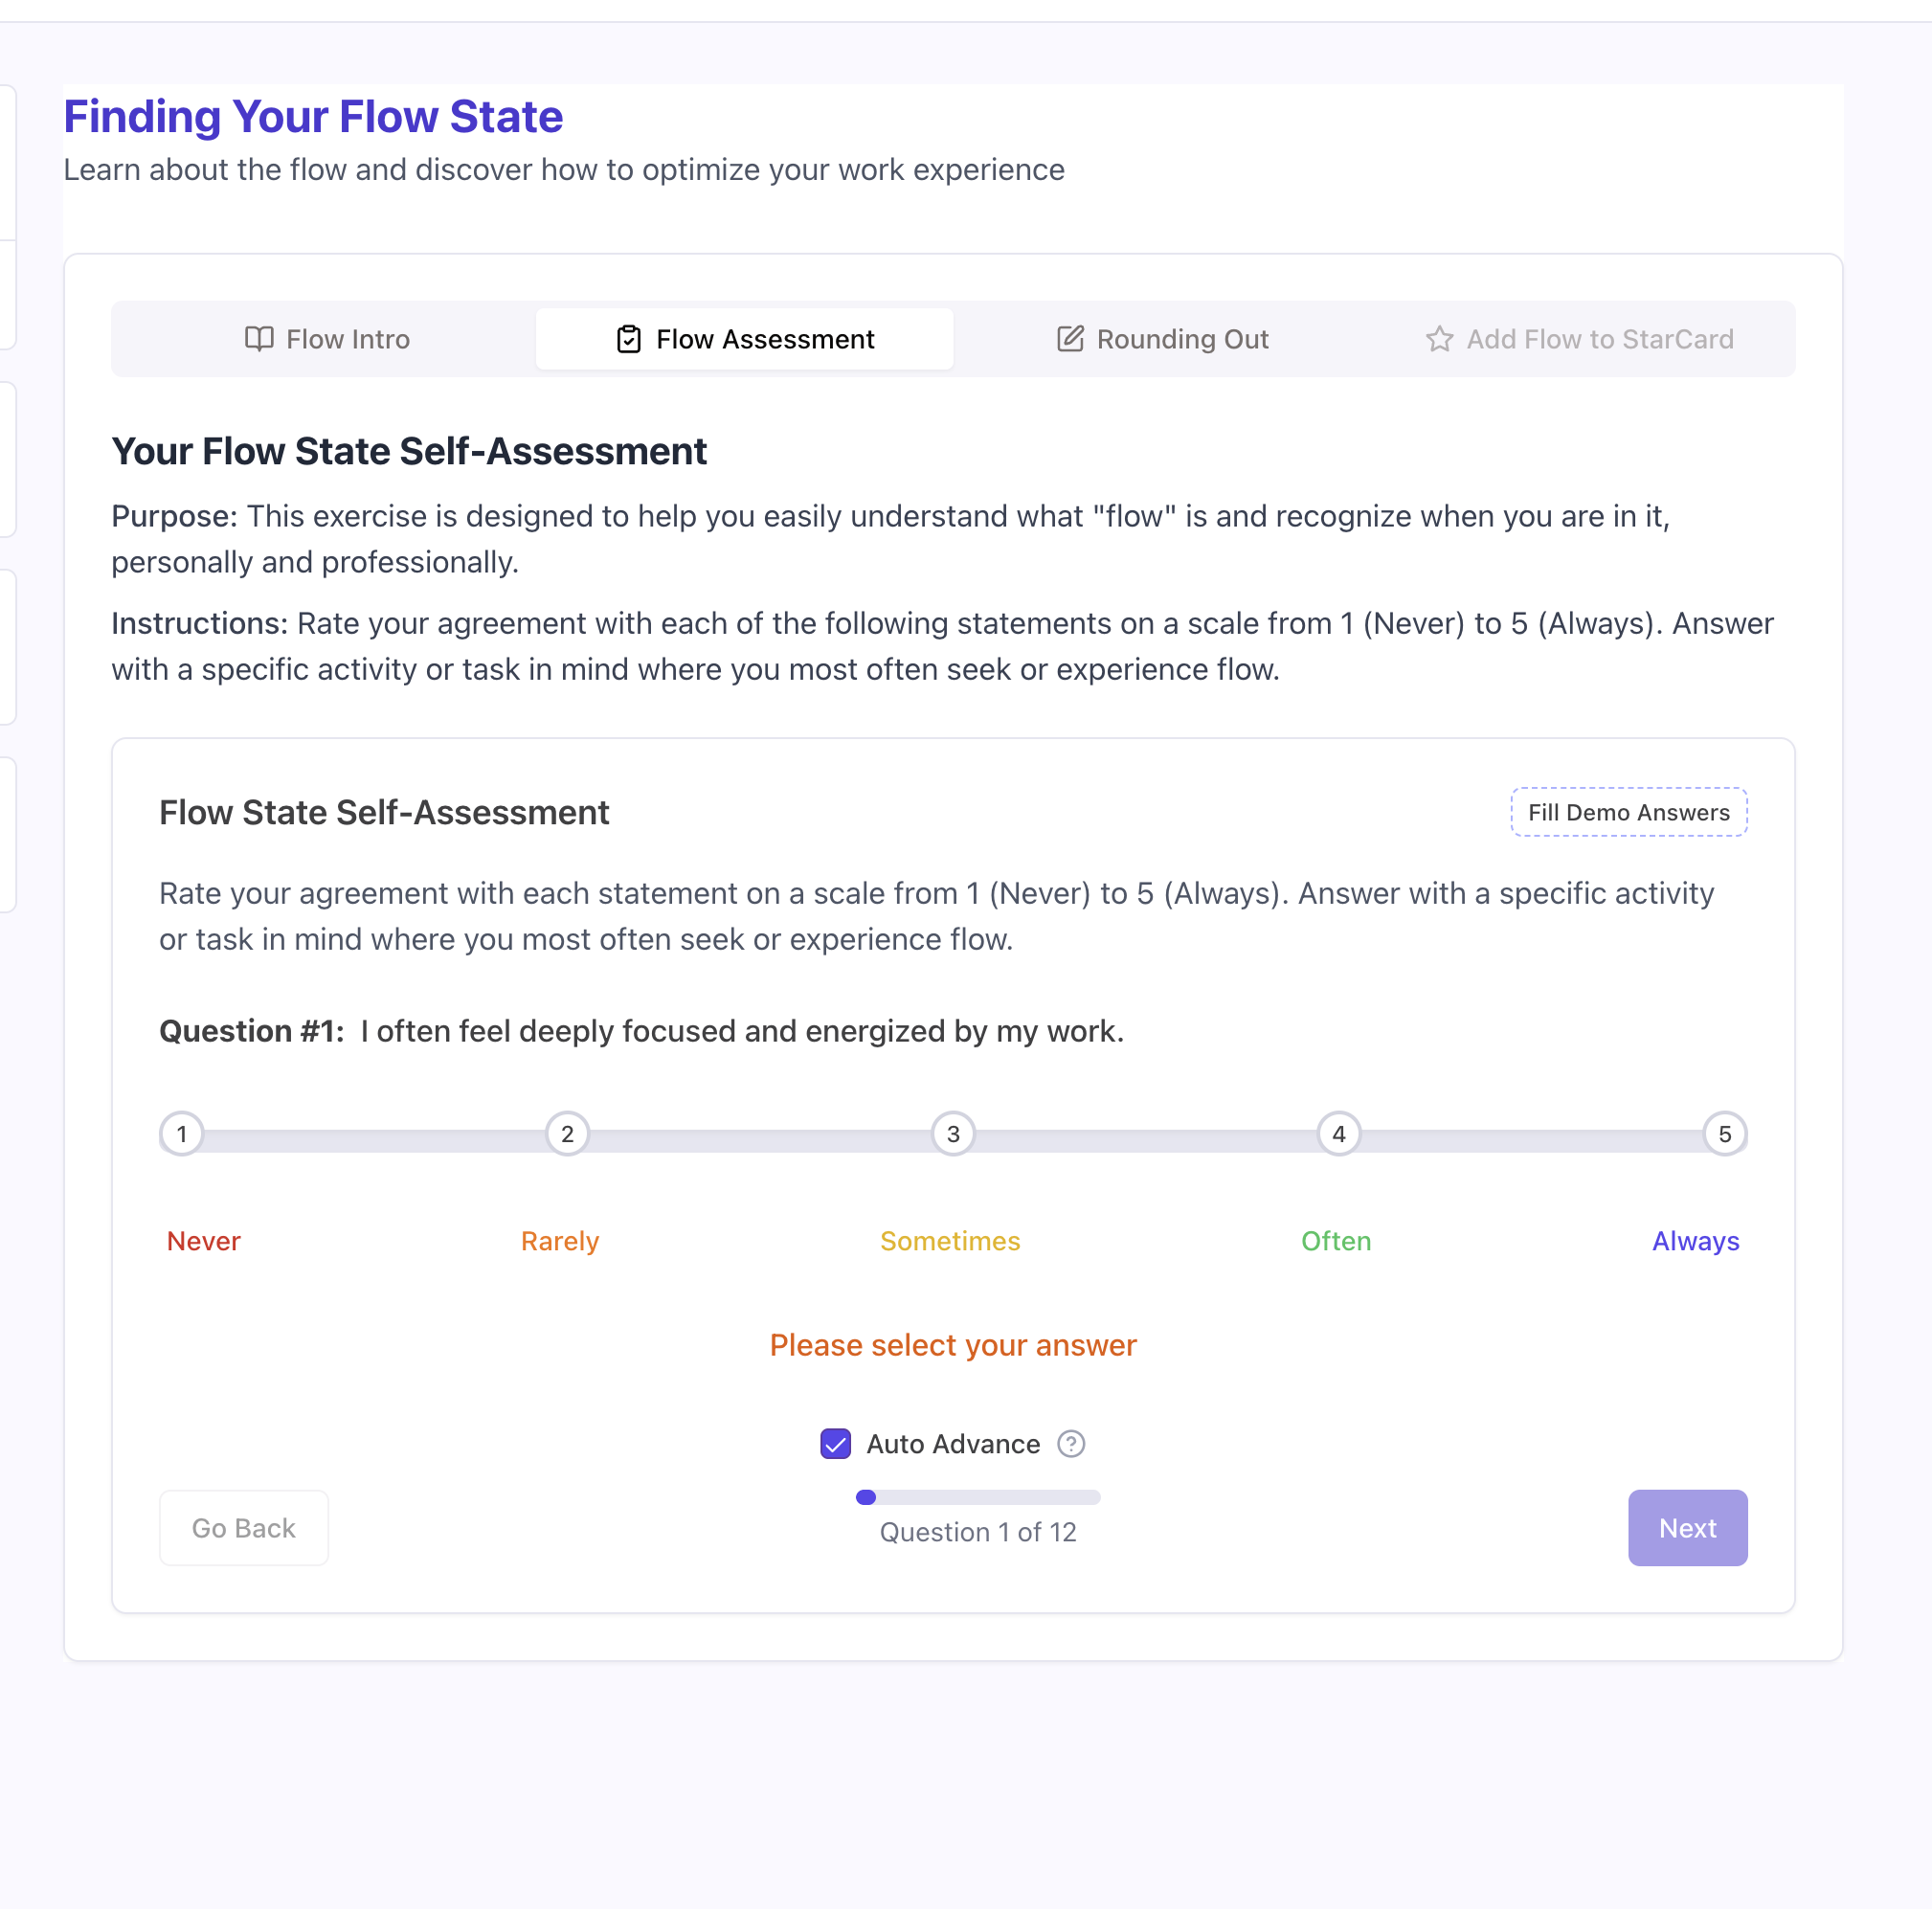 Finding Your Flow State
Learn about the flow and discover how to optimize your work experience
Flow Intro
Flow Assessment
Rounding Out
Add Flow to StarCard
Your Flow State Self-Assessment
Purpose: This exercise is designed to help you easily understand what "flow" is and recognize when you are in it,
personally and professionally.
Instructions: Rate your agreement with each of the following statements on a scale from 1 (Never) to 5 (Always). Answer
with a specific activity or task in mind where you most often seek or experience flow.
Flow State Self-Assessment
Fill Demo Answers
Rate your agreement with each statement on a scale from 1 (Never) to 5 (Always). Answer with a specific activity
or task in mind where you most often seek or experience flow.
Question #1: I often feel deeply focused and energized by my work.
1 2 3 4 5
Never Rarely Sometimes Often Always
Please select your answer
Auto Advance ?
Go Back
Question 1 of 12
Next